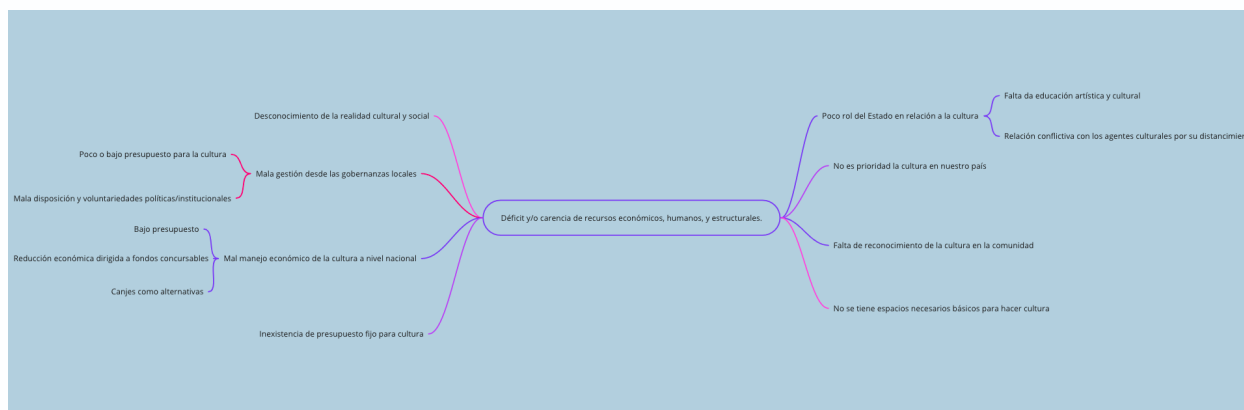 Desconocimiento de la realidad cultural y social
Poco o bajo presupuesto para la cultura
Mala gestión desde las gobernanzas locales
Mala disposición y voluntariedades políticas/institucionales
Bajo presupuesto
Reducción económica dirigida a fondos concursables
Mal manejo económico de la cultura a nivel nacional
Canjes como alternativas
Inexistencia de presupuesto fijo para cultura
Déficit y/o carencia de recursos económicos, humanos, y estructurales.
Falta da educación artística y cultural
Poco rol del Estado en relación a la cultura
Relación conflictiva con los agentes culturales por su distancimien
No es prioridad la cultura en nuestro país
Falta de reconocimiento de la cultura en la comunidad
No se tiene espacios necesarios básicos para hacer cultura